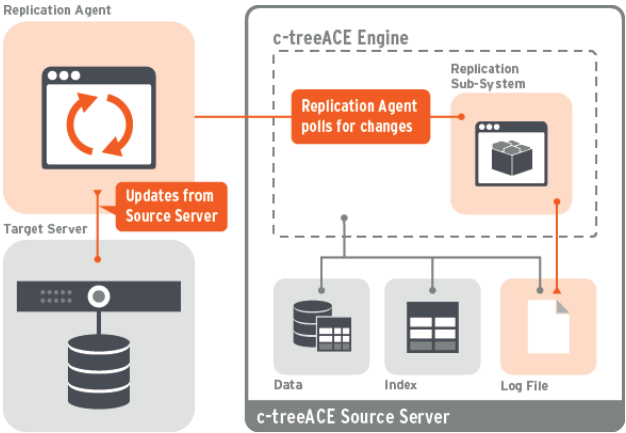 Replication Agent
c-treeACE Engine
Replication
Sub-System
Replication Agent
polls for changes
Updates from
Source Server
Target Server
Data
Index
Log File
c-treeACE Source Server